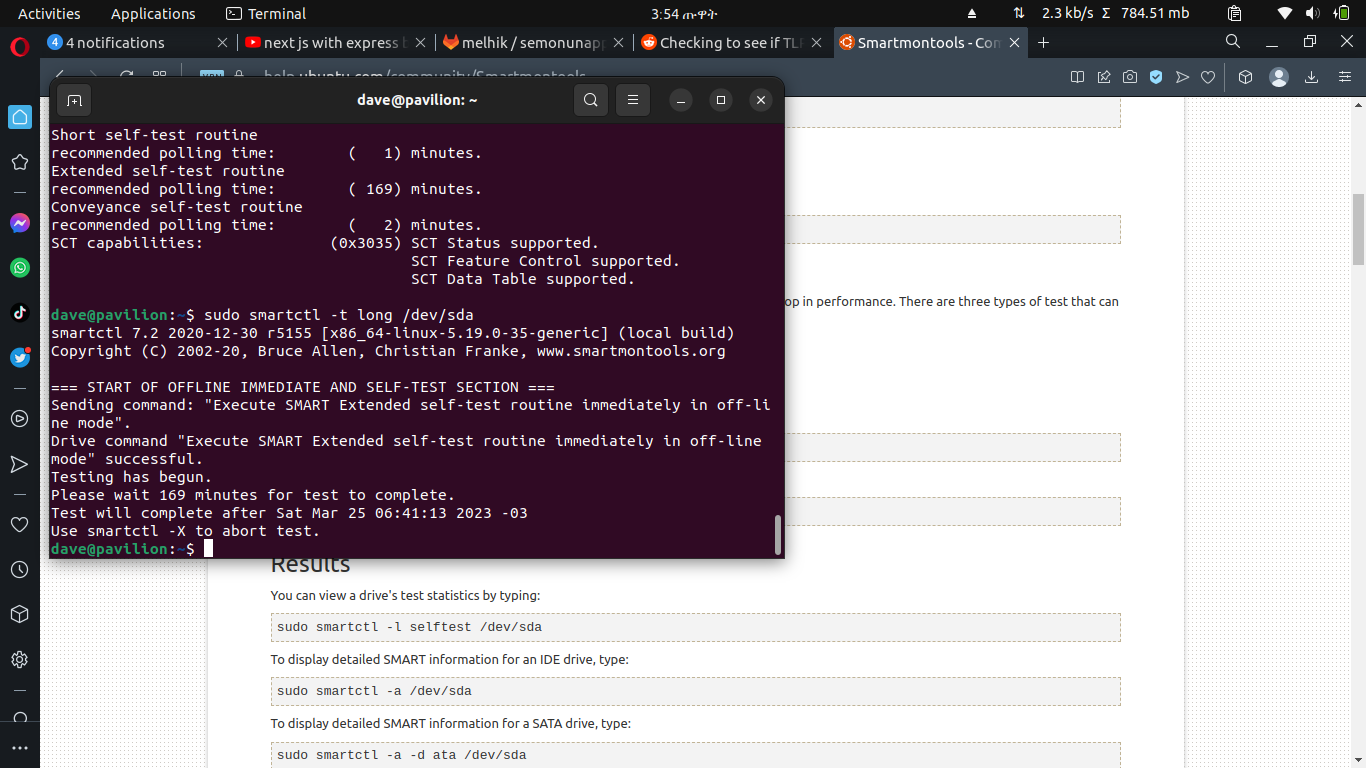 Activities
Applications
Terminal
3:54 ጡዋት
2.3 kb/s Σ 784.51 mb
4 4 notifications
next js with express
melhik / semonunapp
Checking to see if TLP
Smartmontools - Com
help.ubuntu.com/community/Smartmontools
dave@pavilion: ~
Short self-test routine
recommended polling time:        (   1) minutes.
Extended self-test routine
recommended polling time:        ( 169) minutes.
Conveyance self-test routine
recommended polling time:        (   2) minutes.
SCT capabilities:              (0x3035) SCT Status supported.
SCT Feature Control supported.
SCT Data Table supported.
dave@pavilion:~$ sudo smartctl -t long /dev/sda
smartctl 7.2 2020-12-30 r5155 [x86_64-linux-5.19.0-35-generic] (local build)
Copyright (C) 2002-20, Bruce Allen, Christian Franke, www.smartmontools.org
=== START OF OFFLINE IMMEDIATE AND SELF-TEST SECTION ===
Sending command: "Execute SMART Extended self-test routine immediately in off-li
ne mode".
Drive command "Execute SMART Extended self-test routine immediately in off-line
mode" successful.
Testing has begun.
Please wait 169 minutes for test to complete.
Test will complete after Sat Mar 25 06:41:13 2023 -03
Use smartctl -X to abort test.
dave@pavilion:~$
op in performance. There are three types of test that can
Results
You can view a drive's test statistics by typing:
sudo smartctl -l selftest /dev/sda
To display detailed SMART information for an IDE drive, type:
sudo smartctl -a /dev/sda
To display detailed SMART information for a SATA drive, type:
sudo smartctl -a -d ata /dev/sda